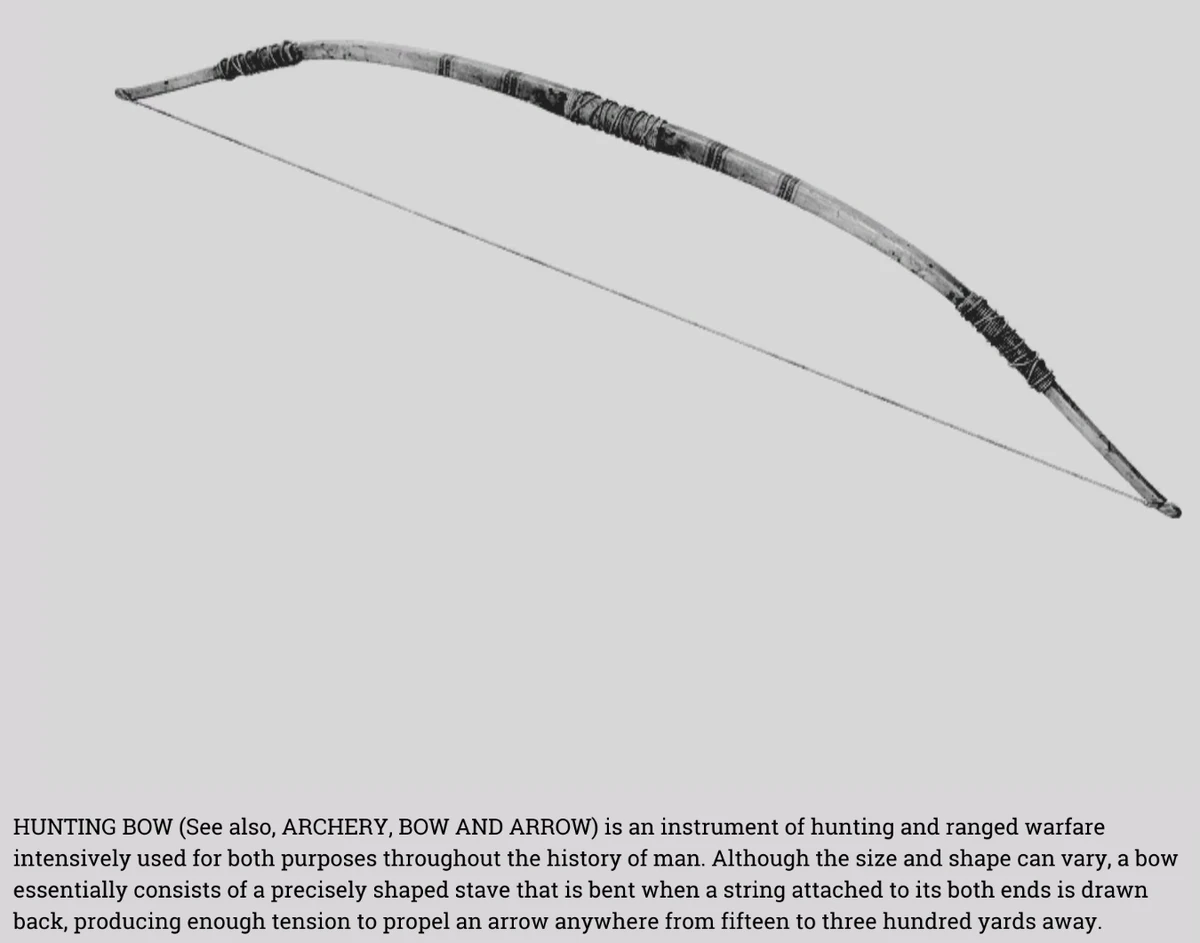 HUNTING BOW (See also, ARCHERY, BOW AND ARROW) is an instrument of hunting and ranged warfare
intensively used for both purposes throughout the history of man. Although the size and shape can vary, a bow
essentially consists of a precisely shaped stave that is bent when a string attached to its both ends is drawn
back, producing enough tension to propel an arrow anywhere from fifteen to three hundred yards away.